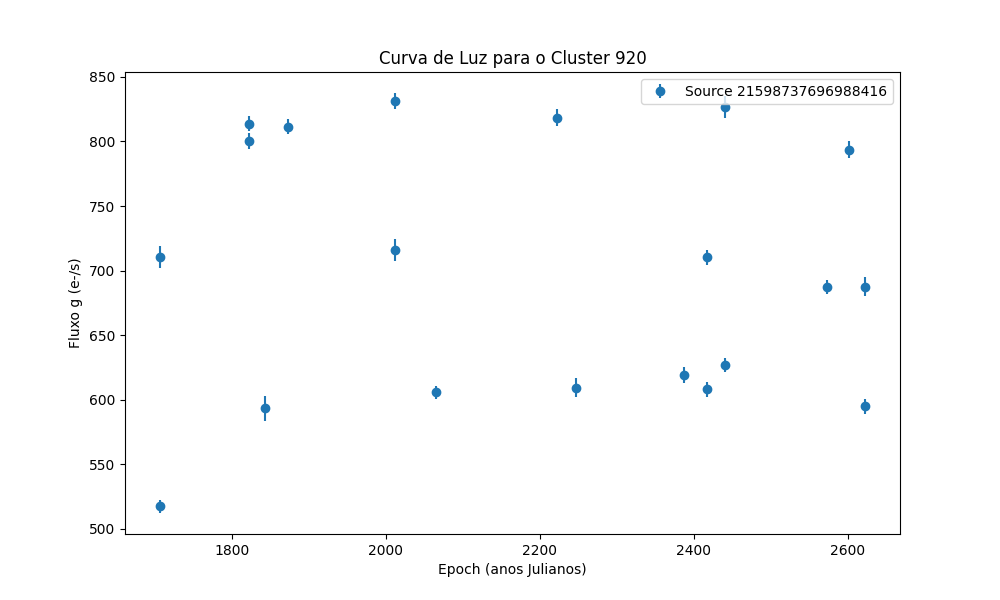 Curva de Luz para o Cluster 920
Source 21598737696988416
Fluxo g (e-/s)
850
800
750
700
650
600
550
500
1800 2000 2200 2400 2600
Epoch (anos Julianos)